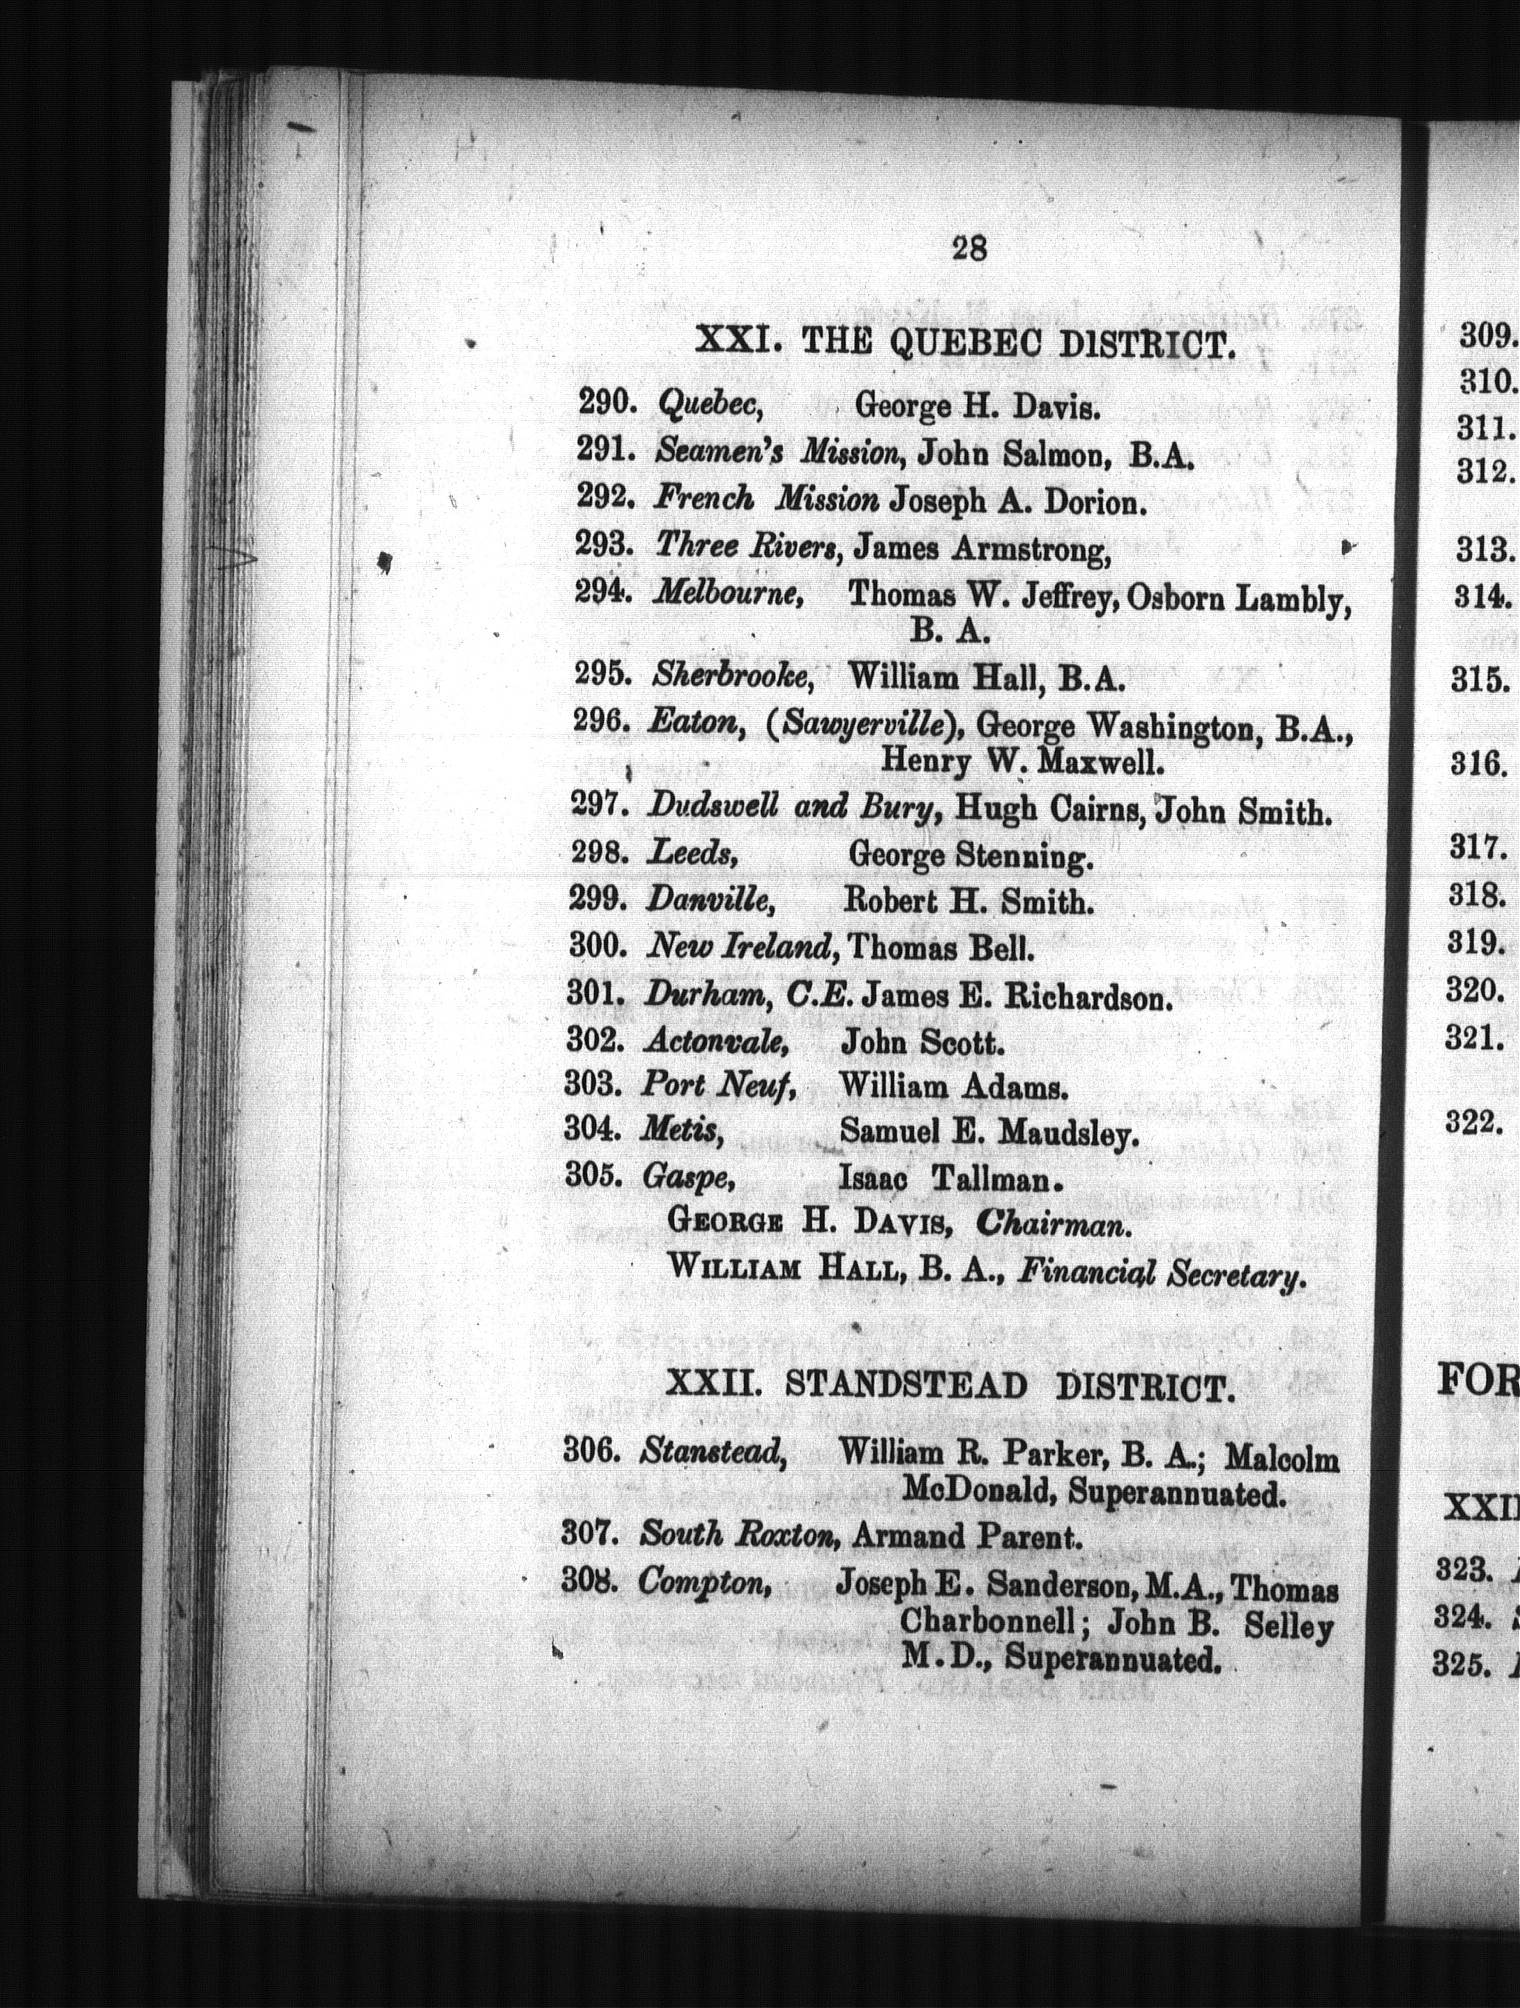 28
XXI. THE QUEBEC DISTRICT.
290. Quebec, George H. Davis.
291. Seamen's Mission, John Salmon, B.A.
292. French Mission Joseph A. Dorion.
293. Three Rivers, James Armstrong,
294. Melbourne, Thomas W. Jeffrey, Osborn Lambly,
B. A.
295. Sherbrooke, William Hall, B.A.
296. Eaton, (Sawyerville), George Washington, B.A.,
Henry W. Maxwell.
297. Dudswell and Bury, Hugh Cairns, John Smith.
298. Leeds, George Stenning.
299. Danville, Robert H. Smith.
300. New Ireland, Thomas Bell.
301. Durham, C.E. James E. Richardson.
302. Actonvale, John Scott.
303. Port Neuf, William Adams.
304. Metis, Samuel E. Maudsley.
305. Gaspe, Isaac Tallman.
GEORGE H. DAVIS, Chairman.
WILLIAM HALL, B. A., Financial Secretary.
XXII. STANDSTEAD DISTRICT.
306. Stanstead, William R. Parker, B. A.; Malcolm
McDonald, Superannuated.
307. South Roxton, Armand Parent.
308. Compton, Joseph E. Sanderson, M.A., Thomas
Charbonnell; John B. Selley
M.D., Superannuated.
309.
310.
311.
312.
313.
314.
315.
316.
317.
318.
319.
320.
321.
322.
FOR
XXII
323.
324.
325.